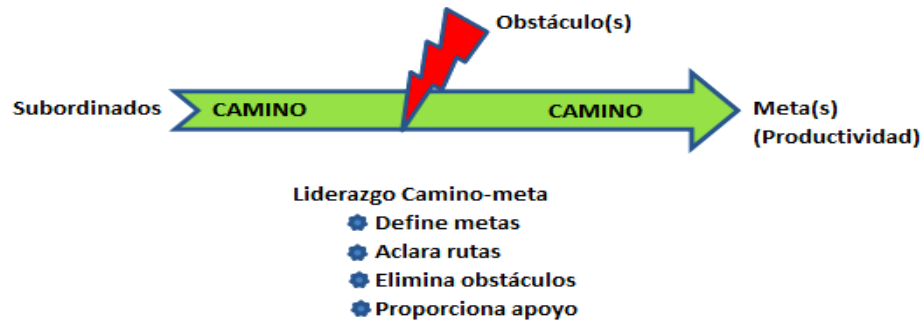 Obstáculo(s)
Subordinados CAMINO CAMINO Meta(s)
(Productividad)
Liderazgo Camino-meta
Define metas
Aclara rutas
Elimina obstáculos
Proporciona apoyo